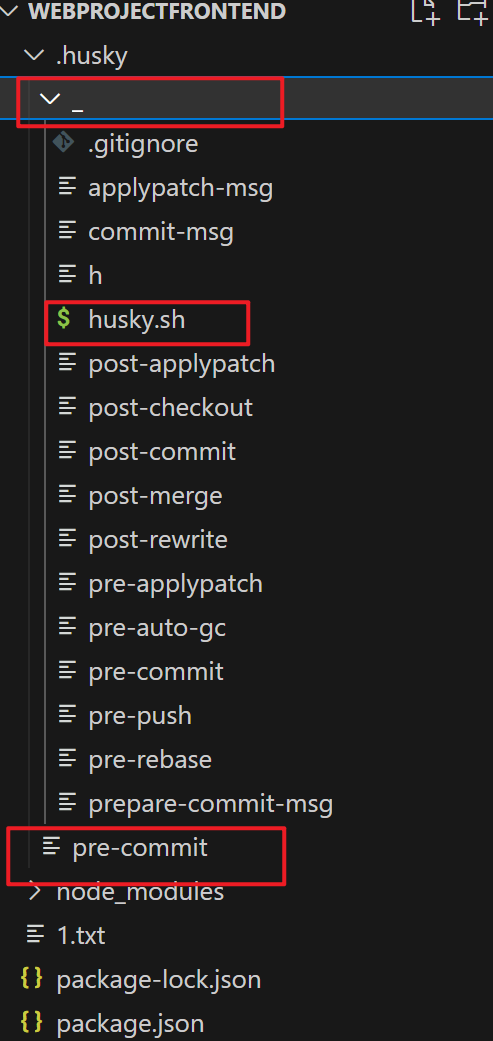 WEBPROJECTFRONTEND
.husky
_
.gitignore
applypatch-msg
commit-msg
h
$ husky.sh
post-applypatch
post-checkout
post-commit
post-merge
post-rewrite
pre-applypatch
pre-auto-gc
pre-commit
pre-push
pre-rebase
prepare-commit-msg
pre-commit
node_modules
1.txt
{} package-lock.json
{} package.json